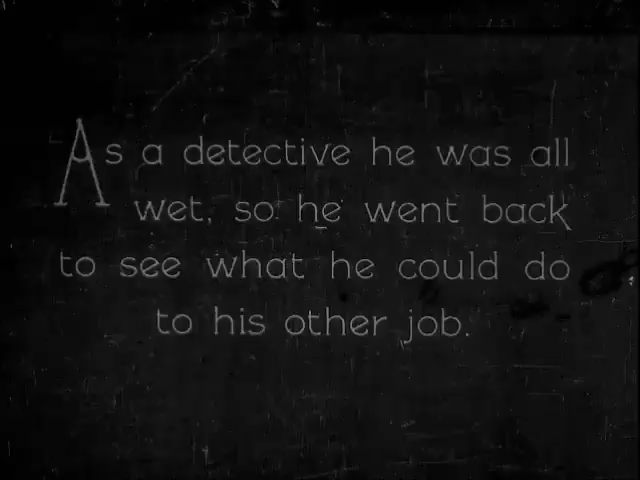 As a detective he was all
wet, so he went back
to see what he could do
to his other job.